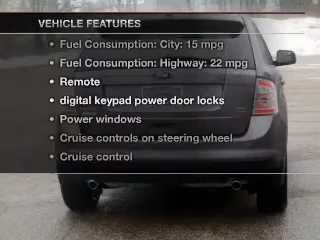 VEHICLE FEATURES
• Fuel Consumption: City: 15 mpg
• Fuel Consumption: Highway: 22 mpg
• Remote
• digital keypad power door locks
• Power windows
• Cruise controls on steering wheel
• Cruise control